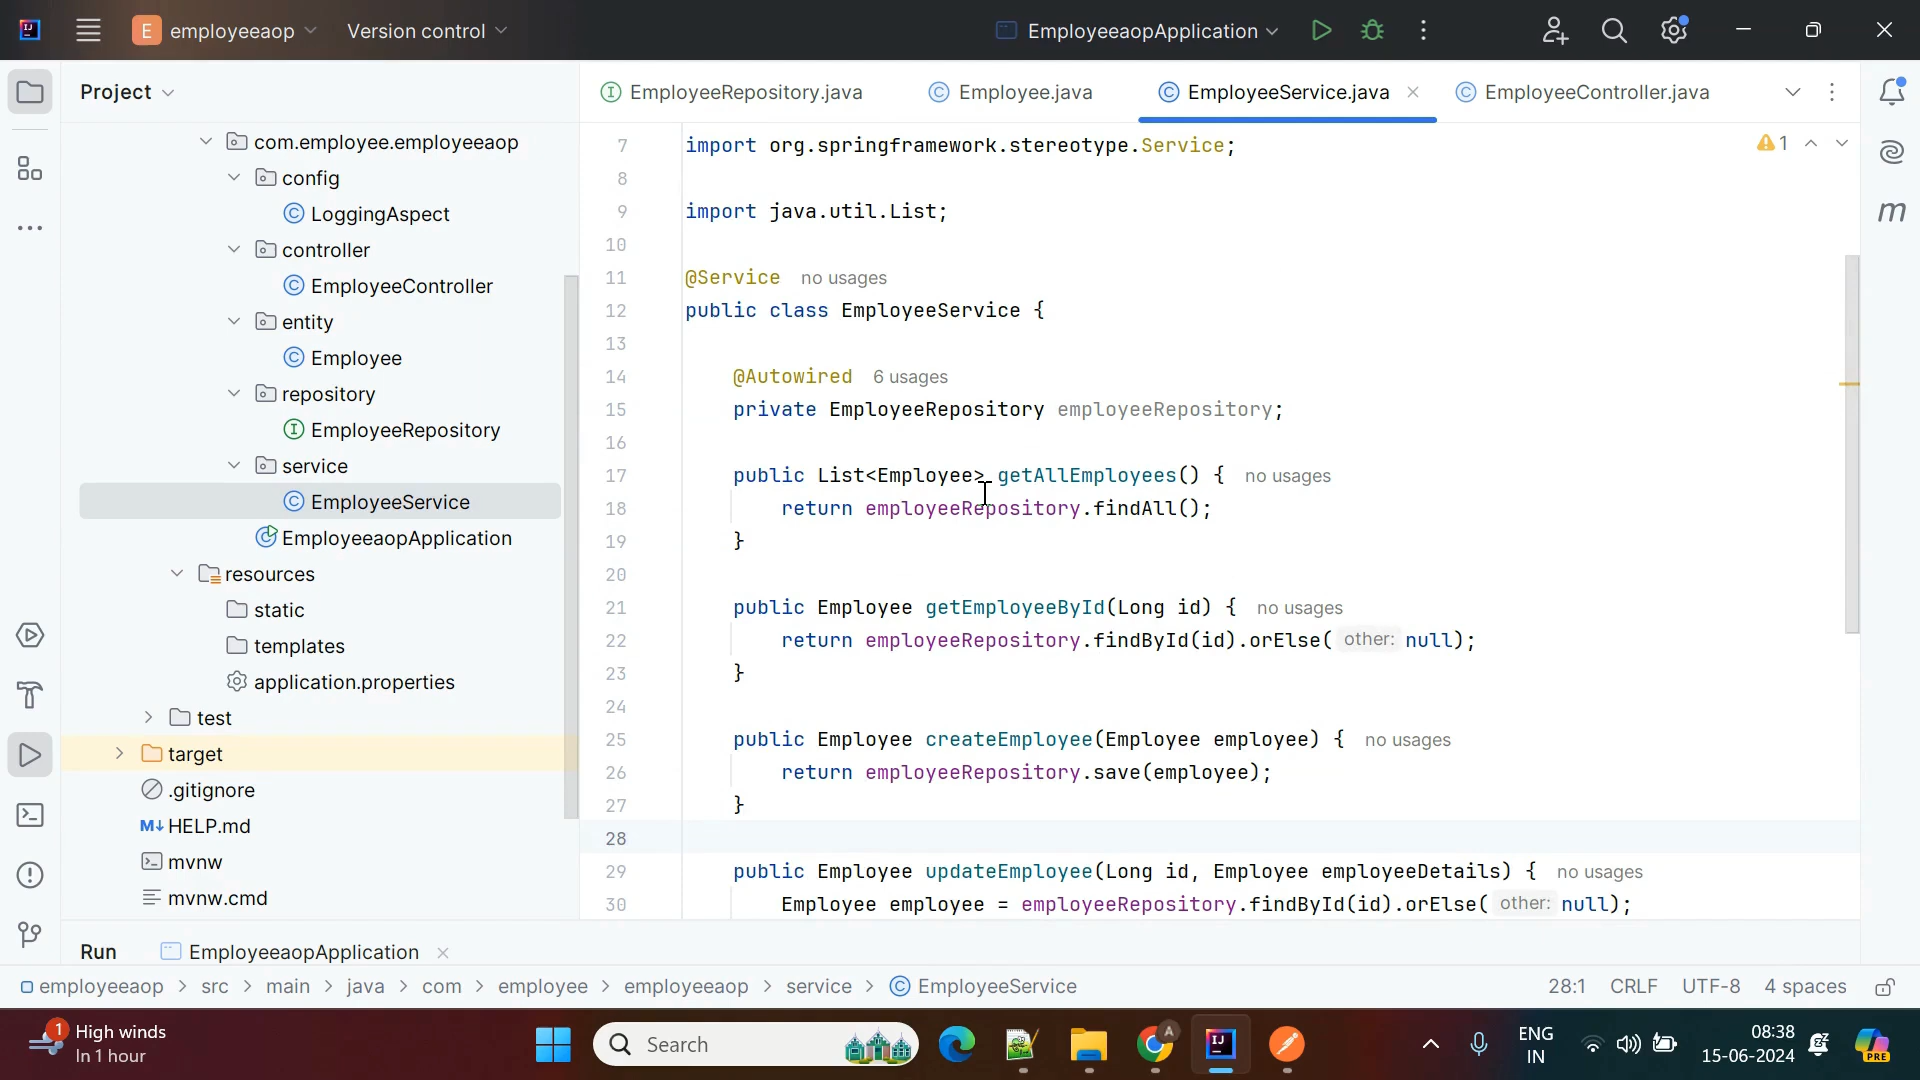 E employeeaop Version control EmployeeaopApplication
Project
EmployeeRepository.java Employee.java EmployeeService.java EmployeeController.java
com.employee.employeeaop
config
LoggingAspect
controller
EmployeeController
entity
Employee
repository
EmployeeRepository
service
EmployeeService
EmployeeaopApplication
resources
static
templates
application.properties
test
target
.gitignore
M↓ HELP.md
mvnw
mvnw.cmd
7 import org.springframework.stereotype.Service;
8
9 import java.util.List;
10
11 @Service no usages
12 public class EmployeeService {
13
14 @Autowired 6 usages
15 private EmployeeRepository employeeRepository;
16
17 public List<Employee> getAllEmployees() { no usages
18 return employeeRepository.findAll();
19 }
20
21 public Employee getEmployeeById(Long id) { no usages
22 return employeeRepository.findById(id).orElse( other: null);
23 }
24
25 public Employee createEmployee(Employee employee) { no usages
26 return employeeRepository.save(employee);
27 }
28
29 public Employee updateEmployee(Long id, Employee employeeDetails) { no usages
30 Employee employee = employeeRepository.findById(id).orElse( other: null);
1
m
Run EmployeeaopApplication
employeeaop > src > main > java > com > employee > employeeaop > service > EmployeeService 28:1 CRLF UTF-8 4 spaces
1 High winds
In 1 hour
Search
ENG
IN
08:38
15-06-2024
PRE